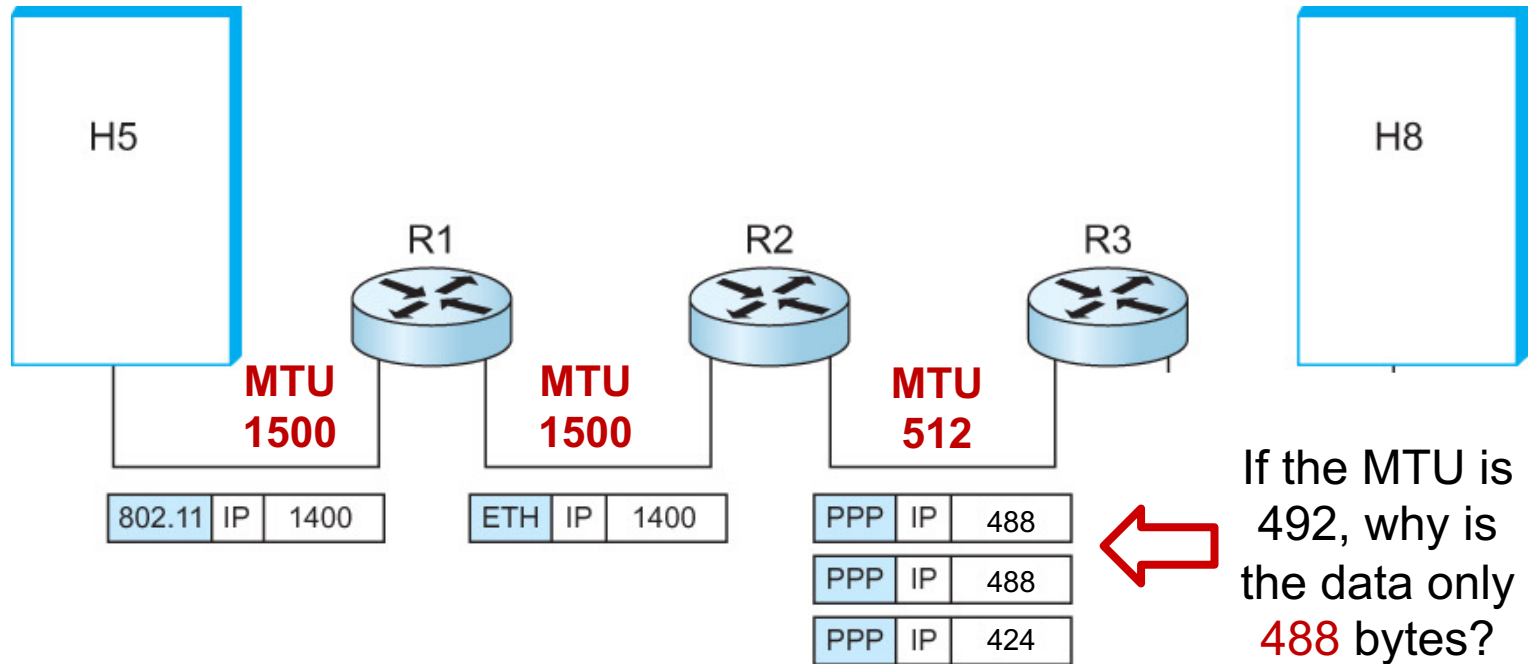 H5
H8
R1
R2
R3
MTU
1500
MTU
1500
MTU
512
802.11 IP 1400
ETH IP 1400
PPP IP 488
PPP IP 488
PPP IP 424
If the MTU is
492, why is
the data only
488 bytes?